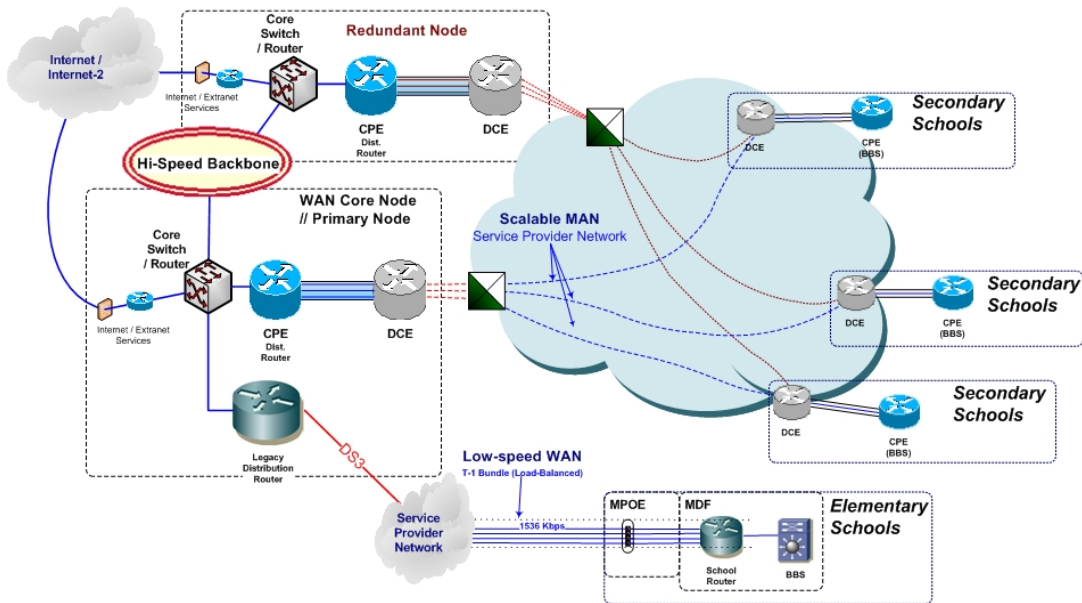 Core
Switch
/ Router
Redundant Node
Internet /
Internet-2
Internet / Extranet
Services
CPE
Dist.
Router
DCE
Hi-Speed Backbone
Secondary
Schools
DCE
CPE
(BBS)
WAN Core Node
// Primary Node
Core
Switch
/ Router
Scalable MAN
Service Provider Network
Internet / Extranet
Services
CPE
Dist.
Router
DCE
Secondary
Schools
DCE
CPE
(BBS)
Secondary
Schools
DCE
CPE
(BBS)
Legacy
Distribution
Router
DS3
Low-speed WAN
T-1 Bundle (Load-Balanced)
Service
Provider
Network
1536 Kbps
MPOE
MDF
Elementary
Schools
School
Router
BBS